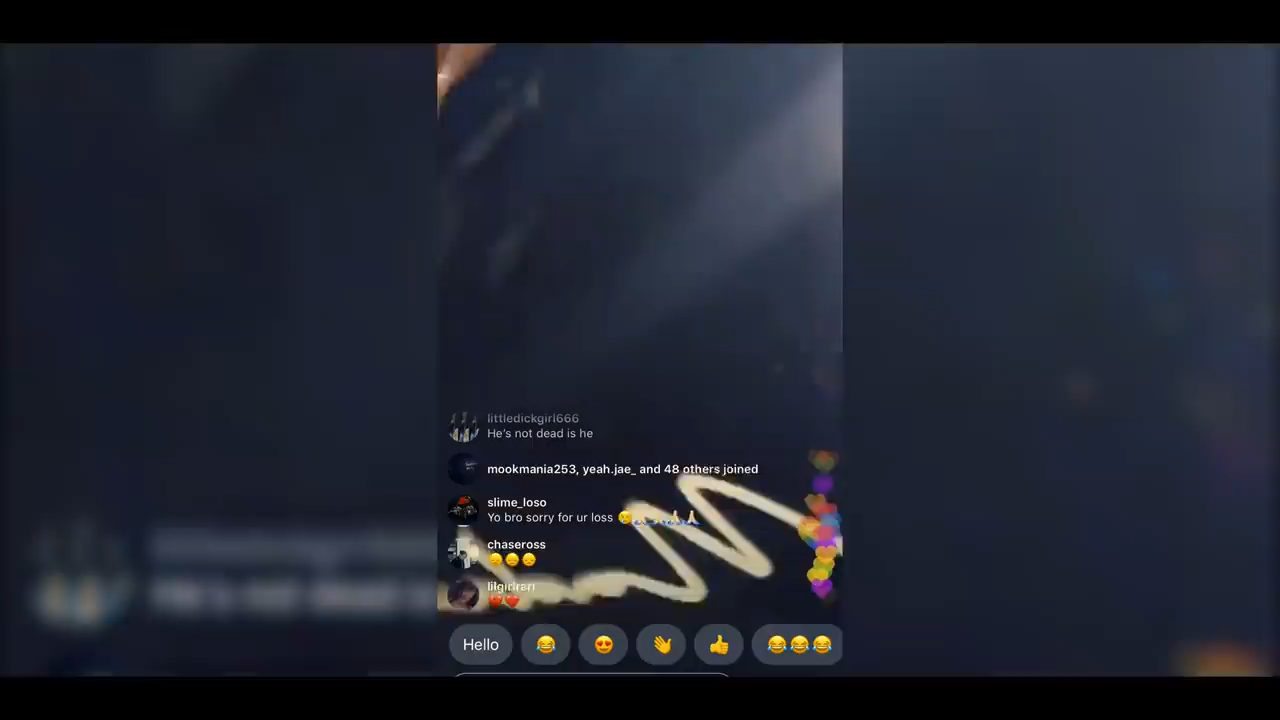 littledickgirl666
He's not dead is he
mookmania253, yeah.jae_ and 48 others joined
slime_loso
Yo bro sorry for ur loss 😢🙏🏼🙏🏼🙏🏼🙏🏼
chaseross
😞😞😞
lilgirlrari
❤️❤️
Hello 😂 😍 👋 👍 😂😂😂